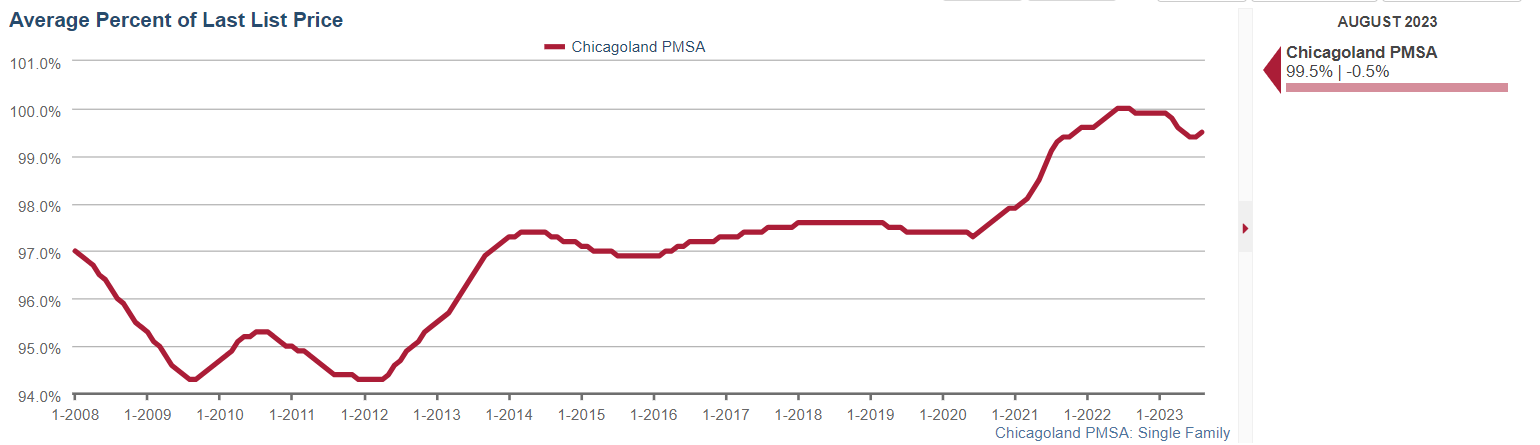 Average Percent of Last List Price
Chicagoland PMSA
101.0%
100.0%
99.0%
98.0%
97.0%
96.0%
95.0%
94.0%
1-2008 1-2009 1-2010 1-2011 1-2012 1-2013 1-2014 1-2015 1-2016 1-2017 1-2018 1-2019 1-2020 1-2021 1-2022 1-2023
Chicagoland PMSA: Single Family
AUGUST 2023
Chicagoland PMSA
99.5% | -0.5%